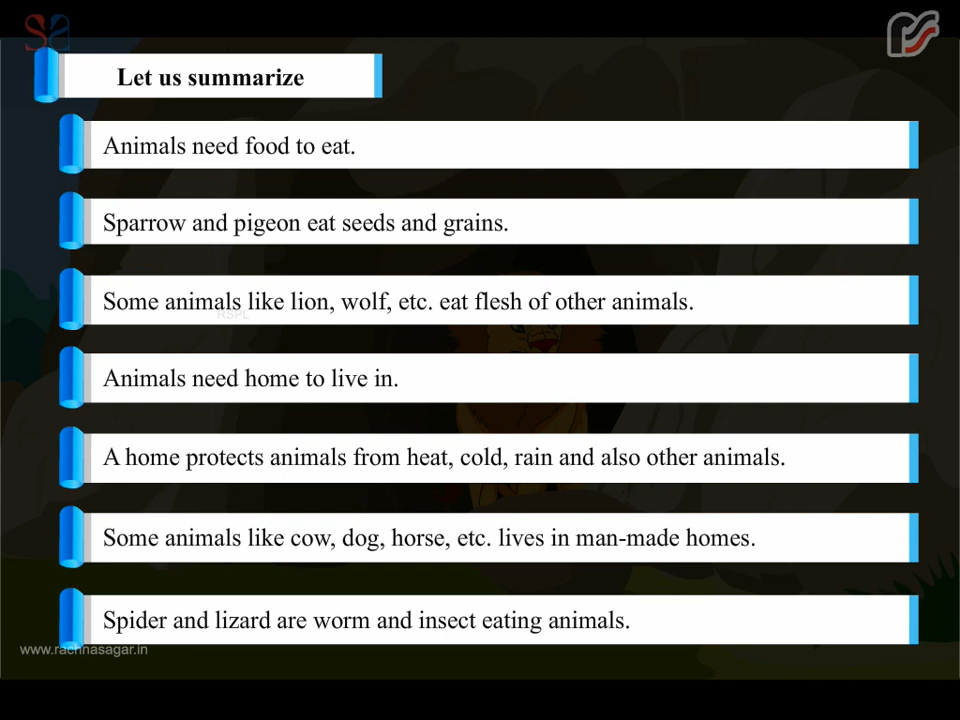 Let us summarize
Animals need food to eat.
Sparrow and pigeon eat seeds and grains.
Some animals like lion, wolf, etc. eat flesh of other animals.
RSPL
Animals need home to live in.
A home protects animals from heat, cold, rain and also other animals.
Some animals like cow, dog, horse, etc. lives in man-made homes.
Spider and lizard are worm and insect eating animals.
www.rachnasagar.in